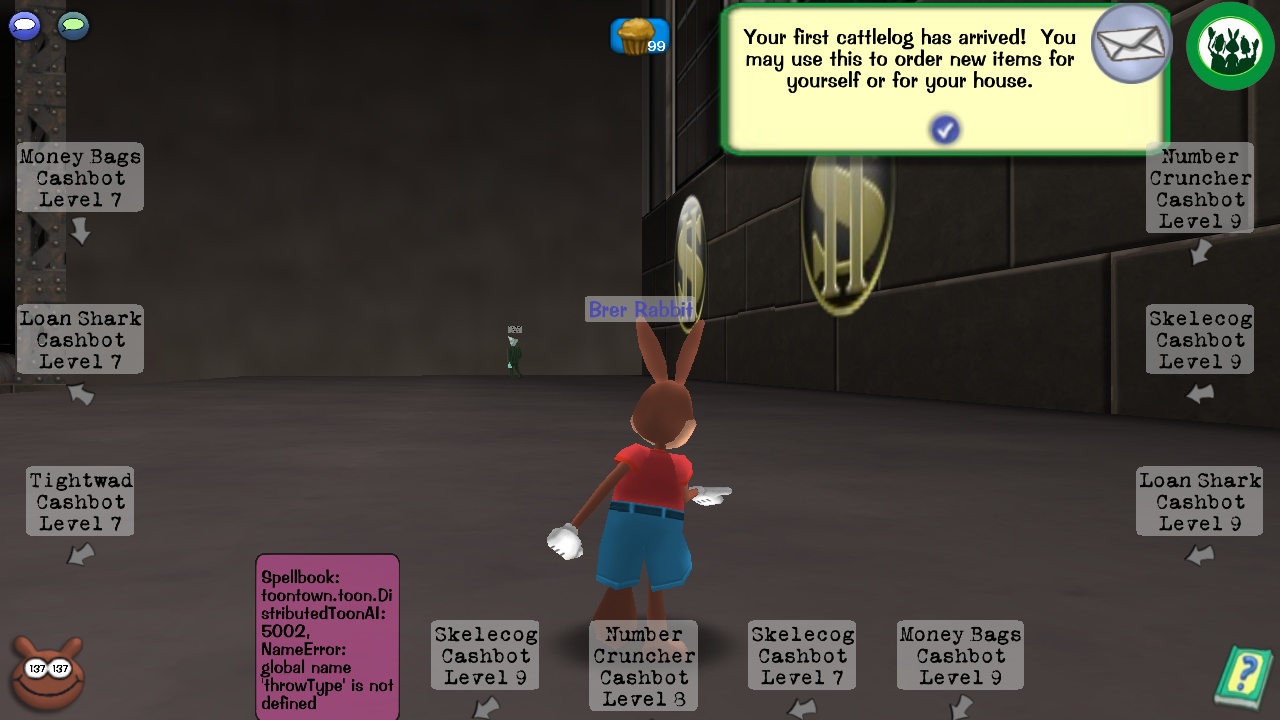 99
Your first cattlelog has arrived!  You
may use this to order new items for
yourself or for your house.
Money Bags
Cashbot
Level 7
Number
Cruncher
Cashbot
Level 9
Brer Rabbit
Loan Shark
Cashbot
Level 7
Skelecog
Cashbot
Level 9
Tightwad
Cashbot
Level 7
Loan Shark
Cashbot
Level 9
Spellbook:
toontown.toon.Di
stributedToonAI:
5002,
NameError:
global name
'throwType' is not
defined
Skelecog
Cashbot
Level 9
Number
Cruncher
Cashbot
Level 8
Skelecog
Cashbot
Level 7
Money Bags
Cashbot
Level 9
137 137
?
$
$